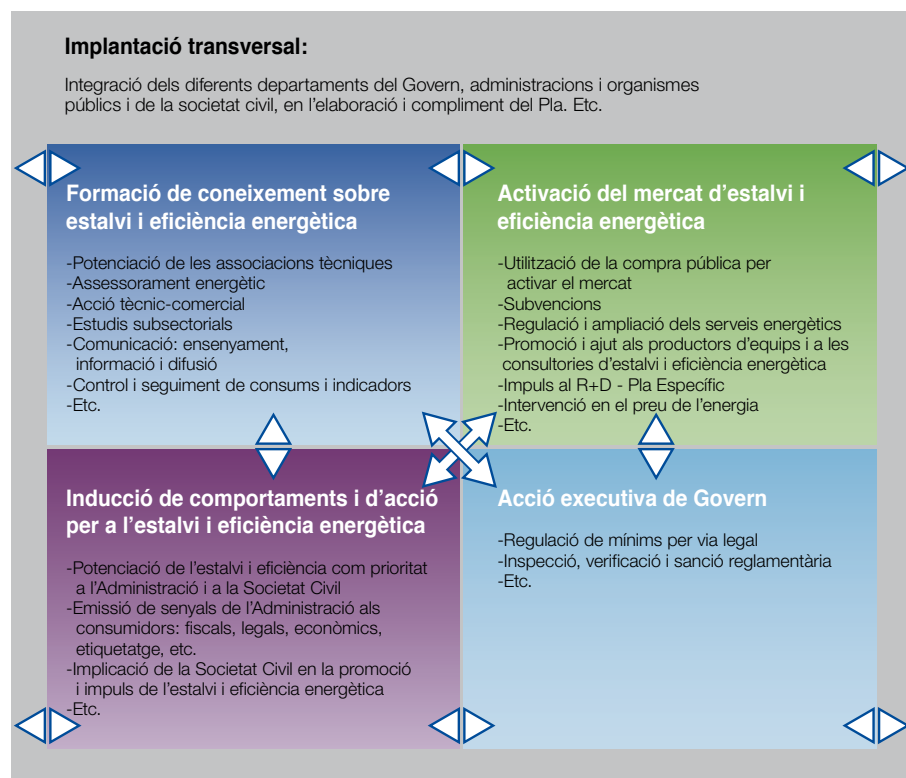 Implantació transversal:
Integració dels diferents departaments del Govern, administracions i organismes
públics i de la societat civil, en l'elaboració i compliment del Pla. Etc.
Formació de coneixement sobre
estalvi i eficiència energètica
-Potenciació de les associacions tècniques
-Assessorament energètic
-Acció tècnic-comercial
-Estudis subsectorials
-Comunicació: ensenyament,
informació i difusió
-Control i seguiment de consums i indicadors
-Etc.
Activació del mercat d'estalvi i
eficiència energètica
-Utilització de la compra pública per
activar el mercat
-Subvencions
-Regulació i ampliació dels serveis energètics
-Promoció i ajut als productors d'equips i a les
consultories d'estalvi i eficiència energètica
-Impuls al R+D - Pla Específic
-Intervenció en el preu de l'energia
-Etc.
Inducció de comportaments i d'acció
per a l'estalvi i eficiència energètica
-Potenciació de l'estalvi i eficiència com prioritat
a l'Administració i a la Societat Civil
-Emissió de senyals de l'Administració als
consumidors: fiscals, legals, econòmics,
etiquetatge, etc.
-Implicació de la Societat Civil en la promoció
i impuls de l'estalvi i eficiència energètica
-Etc.
Acció executiva de Govern
-Regulació de mínims per via legal
-Inspecció, verificació i sanció reglamentària
-Etc.